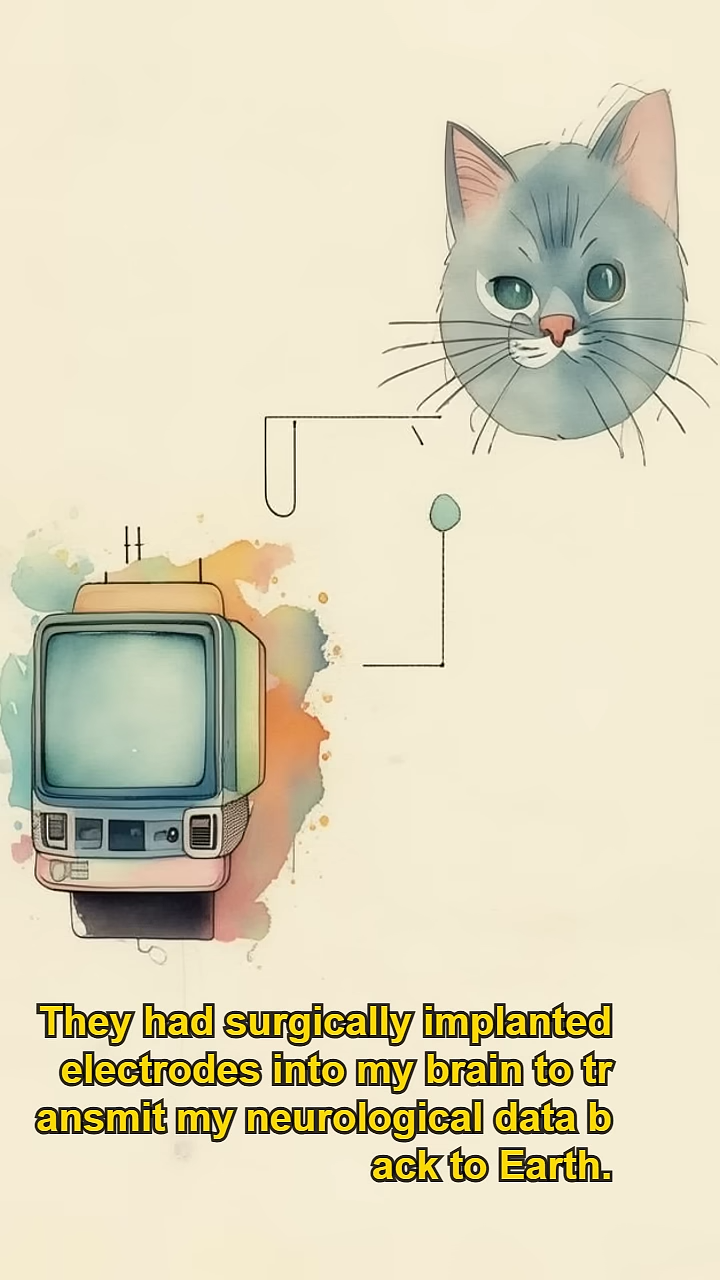 They had surgically implanted
electrodes into my brain to tr
ansmit my neurological data b
ack to Earth.